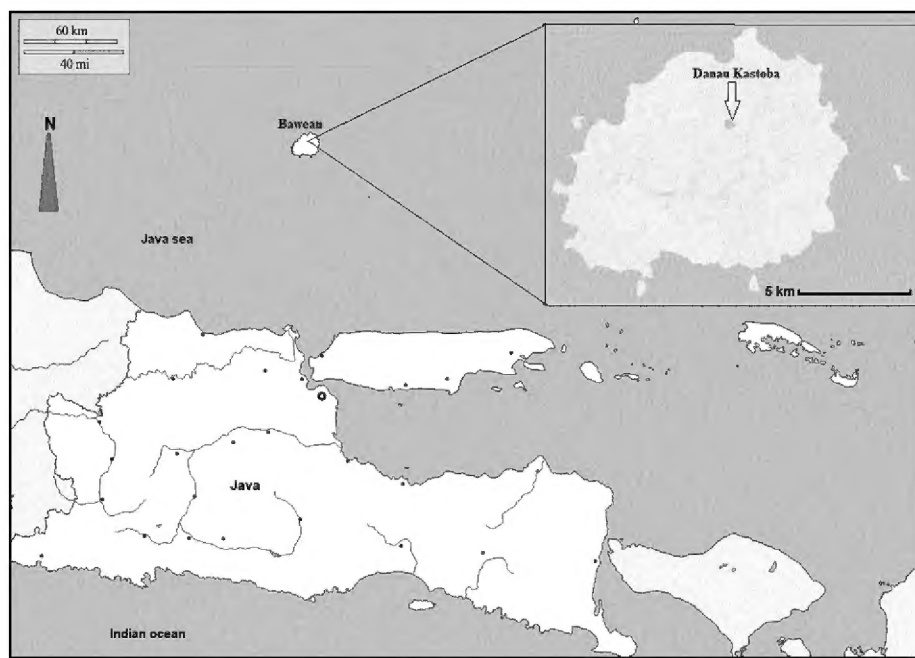 60 km
40 mi
N
Bawean
Danau Kastoba
Java sea
5 km
Java
Indian ocean